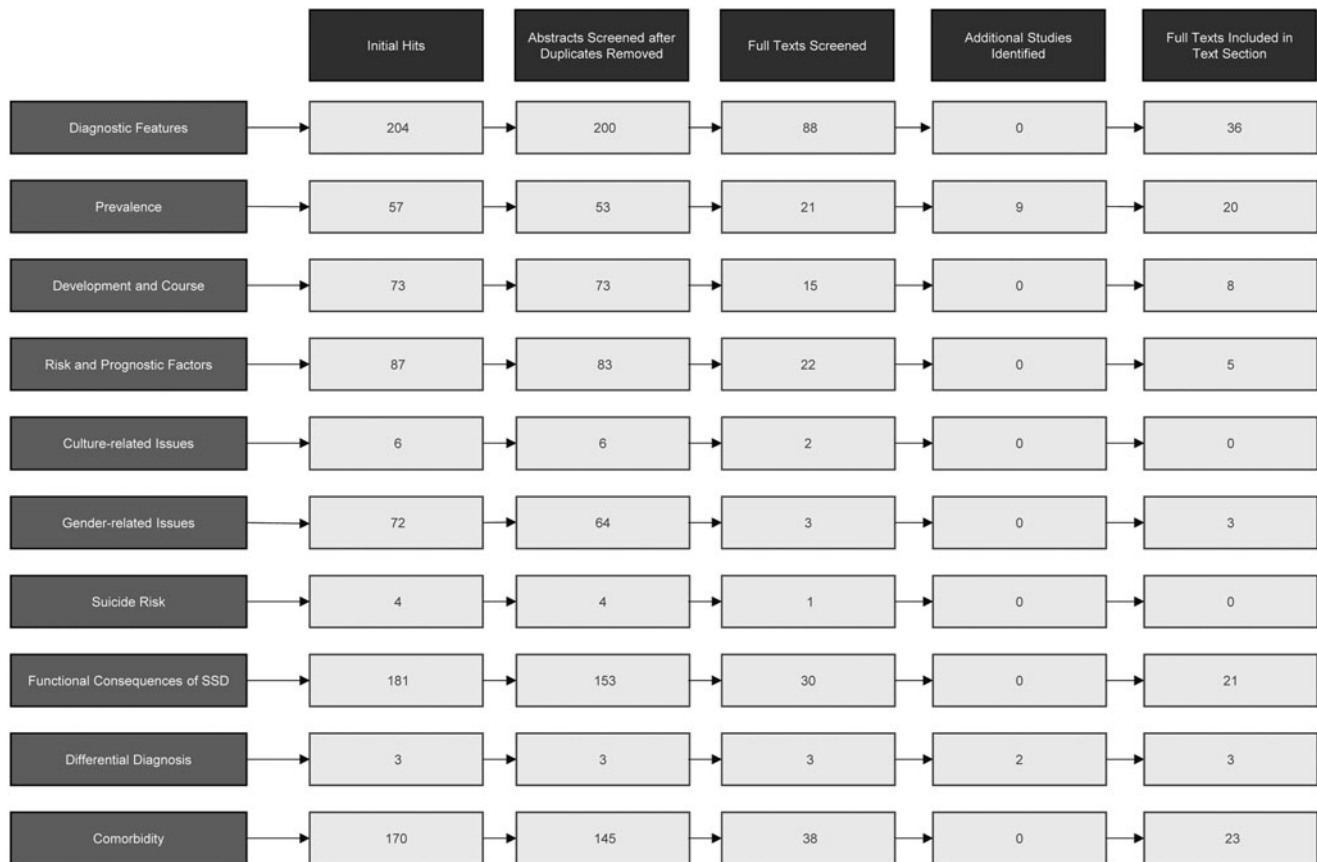 Initial Hits
Abstracts Screened after
Duplicates Removed
Full Texts Screened
Additional Studies
Identified
Full Texts Included in
Text Section
Diagnostic Features
204
200
88
0
36
Prevalence
57
53
21
9
20
Development and Course
73
73
15
0
8
Risk and Prognostic Factors
87
83
22
0
5
Culture-related Issues
6
6
2
0
0
Gender-related Issues
72
64
3
0
3
Suicide Risk
4
4
1
0
0
Functional Consequences of SSD
181
153
30
0
21
Differential Diagnosis
3
3
3
2
3
Comorbidity
170
145
38
0
23